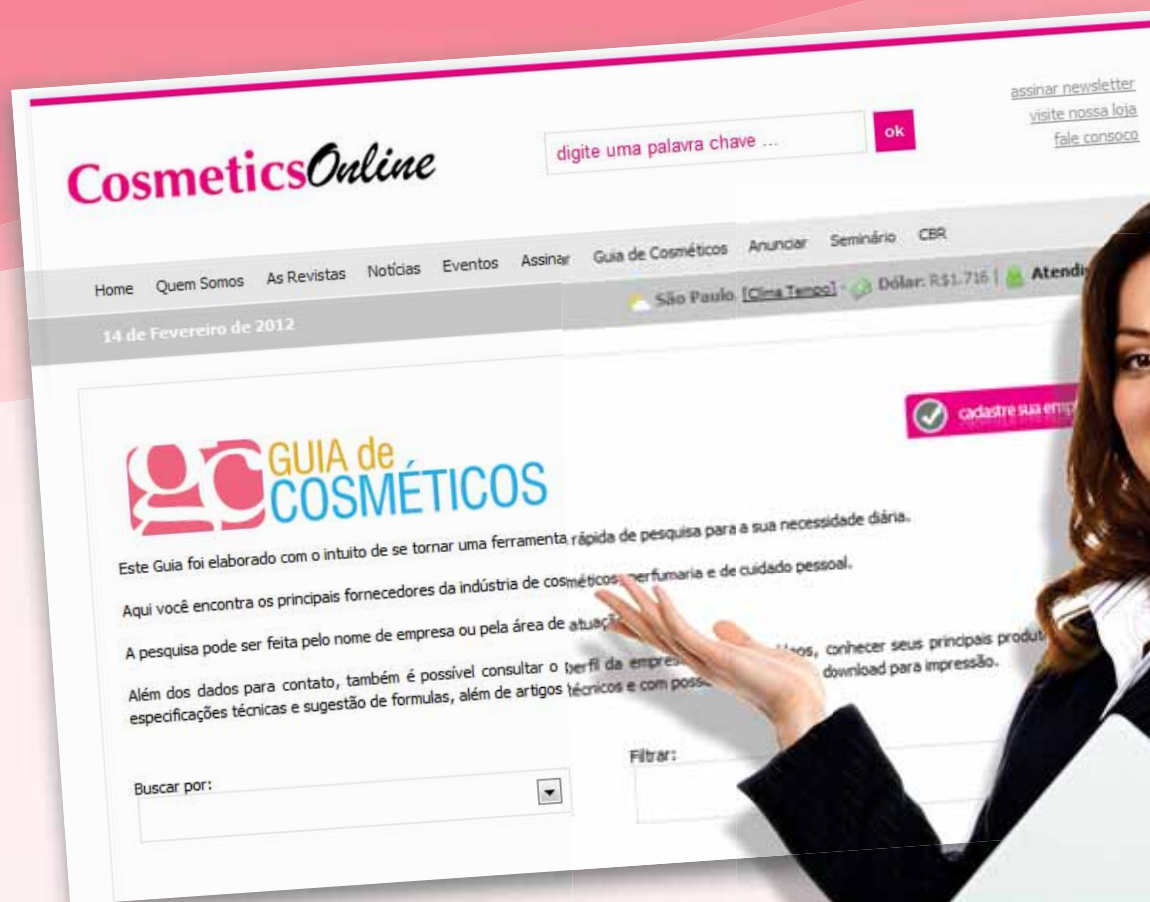 assinar newsletter
visite nossa loja
fale consoco
CosmeticsOnline
digite uma palavra chave ...
ok
Home Quem Somos As Revistas Notícias Eventos Assinar Guia de Cosméticos Anunciar Seminário CBR
14 de Fevereiro de 2012
São Paulo [Clima Tempo] Dólar: R$1.716 |
cadastre sua
gc GUIA de
COSMÉTICOS
Este Guia foi elaborado com o intuito de se tornar uma ferramenta rápida de pesquisa para a sua necessidade diária.
Aqui você encontra os principais fornecedores da indústria de cosméticos, perfumaria e de cuidado pessoal.
A pesquisa pode ser feita pelo nome de empresa ou pela área de
Além dos dados para contato, também é possível consultar o perfil da conhecer seus principais
especificações técnicas e sugestão de formulas, além de artigos técnicos e com download para impressão.
Buscar por:
Filtrar: